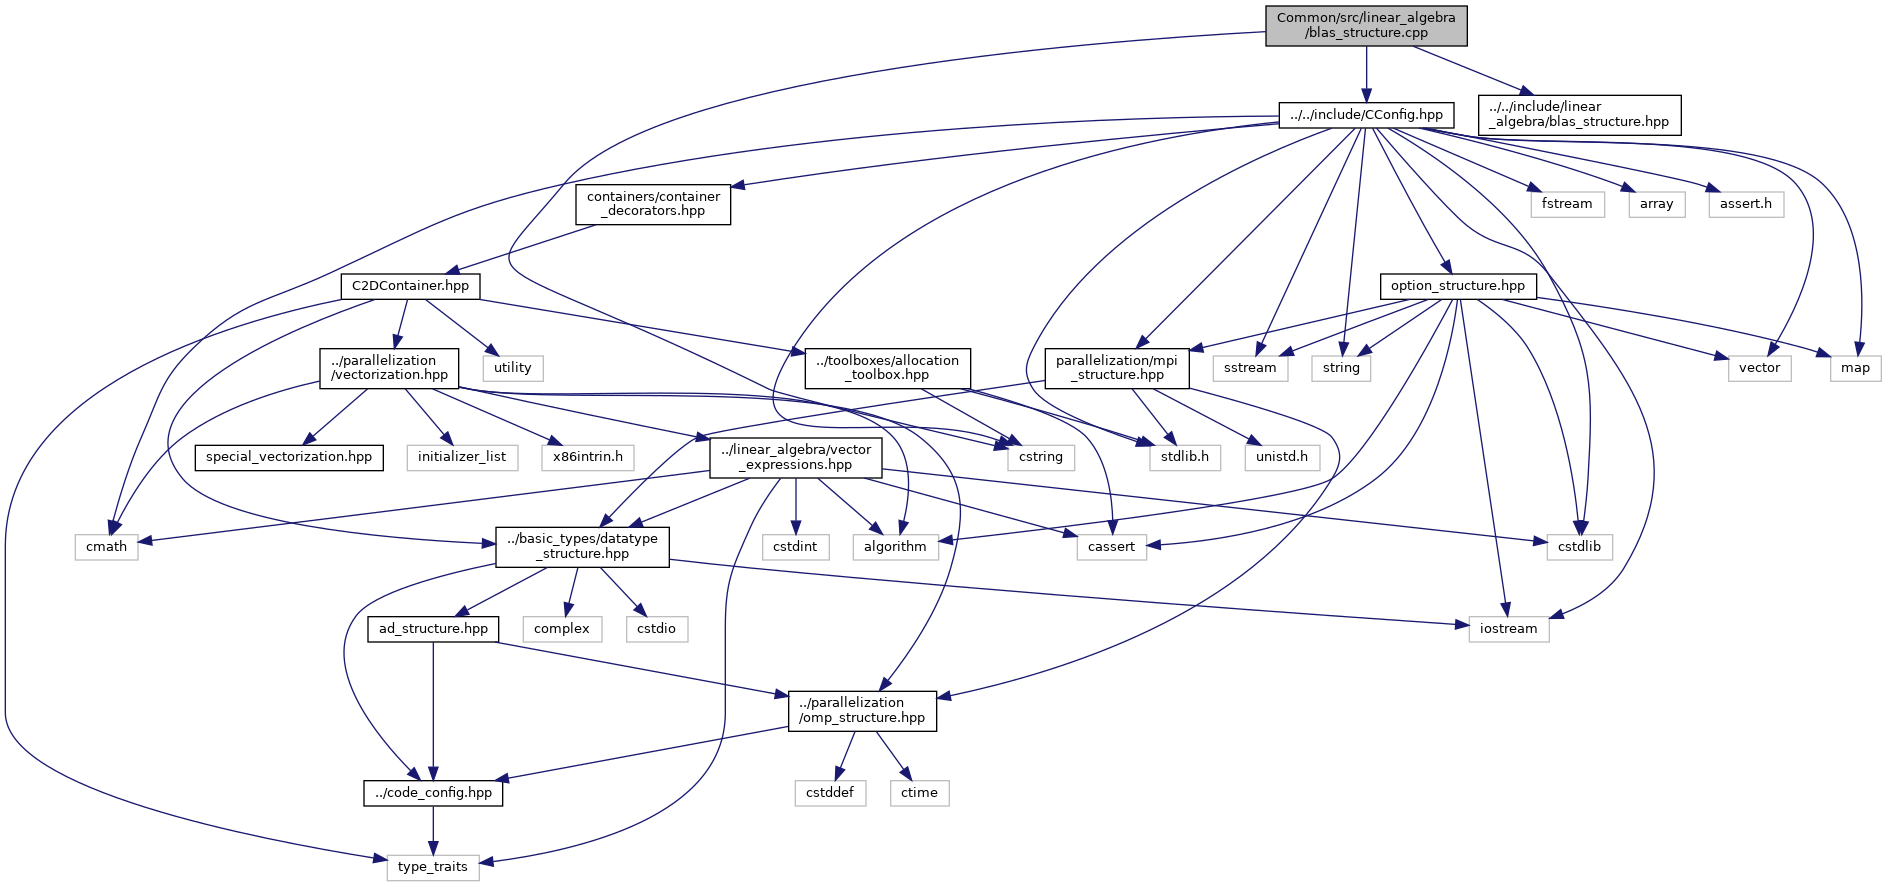 Common/src/linear_algebra
/blas_structure.cpp
../../include/CConfig.hpp
../../include/linear
_algebra/blas_structure.hpp
containers/container
_decorators.hpp
fstream
array
assert.h
C2DContainer.hpp
option_structure.hpp
../parallelization
/vectorization.hpp
utility
../toolboxes/allocation
_toolbox.hpp
parallelization/mpi
_structure.hpp
sstream
string
vector
map
special_vectorization.hpp
initializer_list
x86intrin.h
../linear_algebra/vector
_expressions.hpp
cstring
stdlib.h
unistd.h
cmath
../basic_types/datatype
_structure.hpp
cstdint
algorithm
cassert
cstdlib
ad_structure.hpp
complex
cstdio
iostream
../parallelization
/omp_structure.hpp
../code_config.hpp
cstddef
ctime
type_traits